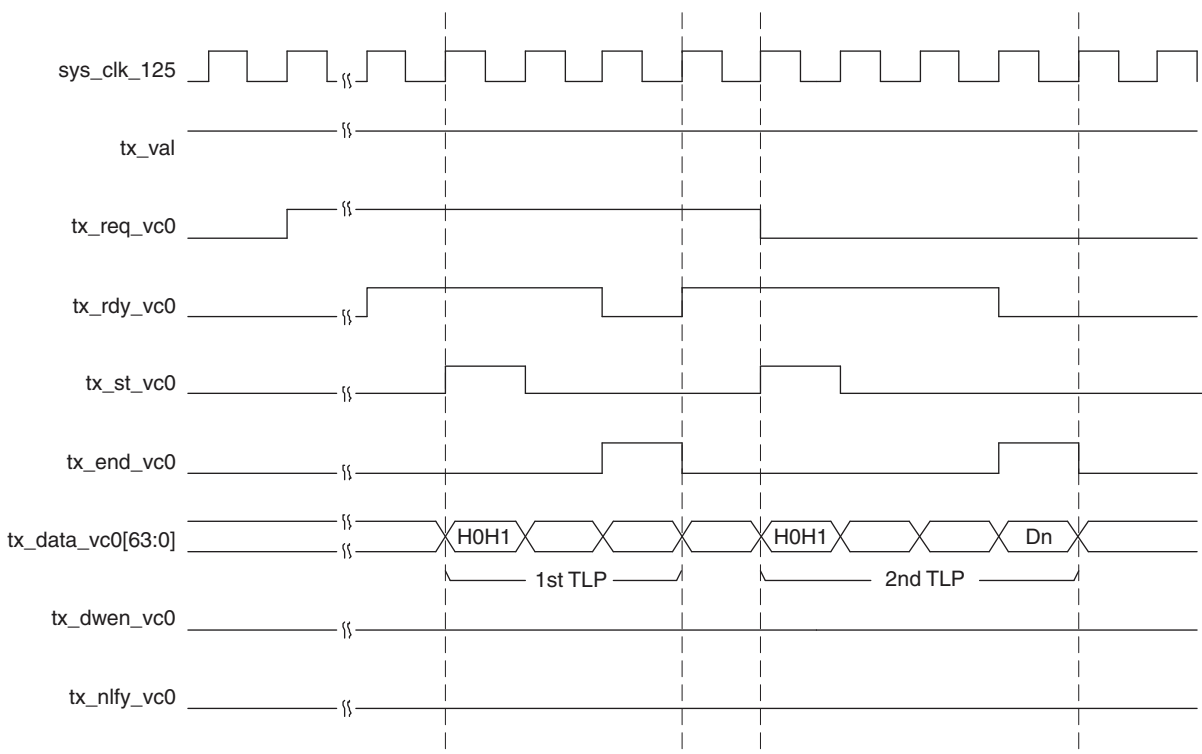 sys_clk_125
tx_val
tx_req_vc0
tx_rdy_vc0
tx_st_vc0
tx_end_vc0
tx_data_vc0[63:0] H0H1 H0H1 Dn
1st TLP 2nd TLP
tx_dwen_vc0
tx_nlfy_vc0